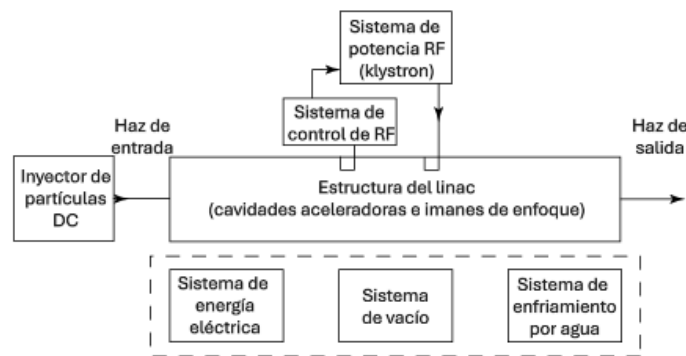 Sistema de
potencia RF
(klystron)
Sistema de
control de RF
Haz de
entrada
Haz de
salida
Inyector de
partículas
DC
Estructura del linac
(cavidades aceleradoras e imanes de enfoque)
Sistema de
energía
eléctrica
Sistema
de vacío
Sistema de
enfriamiento
por agua